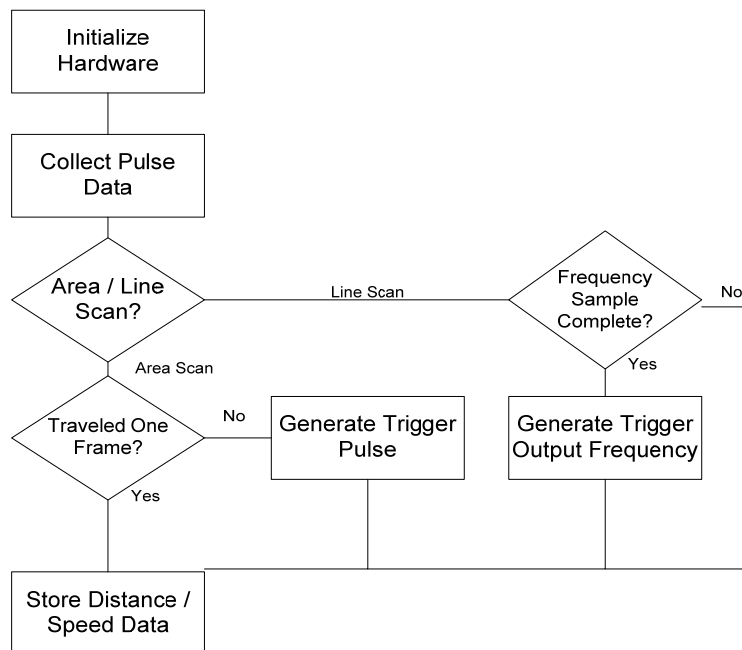 Initialize
Hardware
Collect Pulse
Data
Area / Line
Scan?
Line Scan
Frequency
Sample
Complete?
No
Area Scan
Yes
Traveled One
Frame?
No
Generate Trigger
Pulse
Generate Trigger
Output Frequency
Yes
Store Distance /
Speed Data